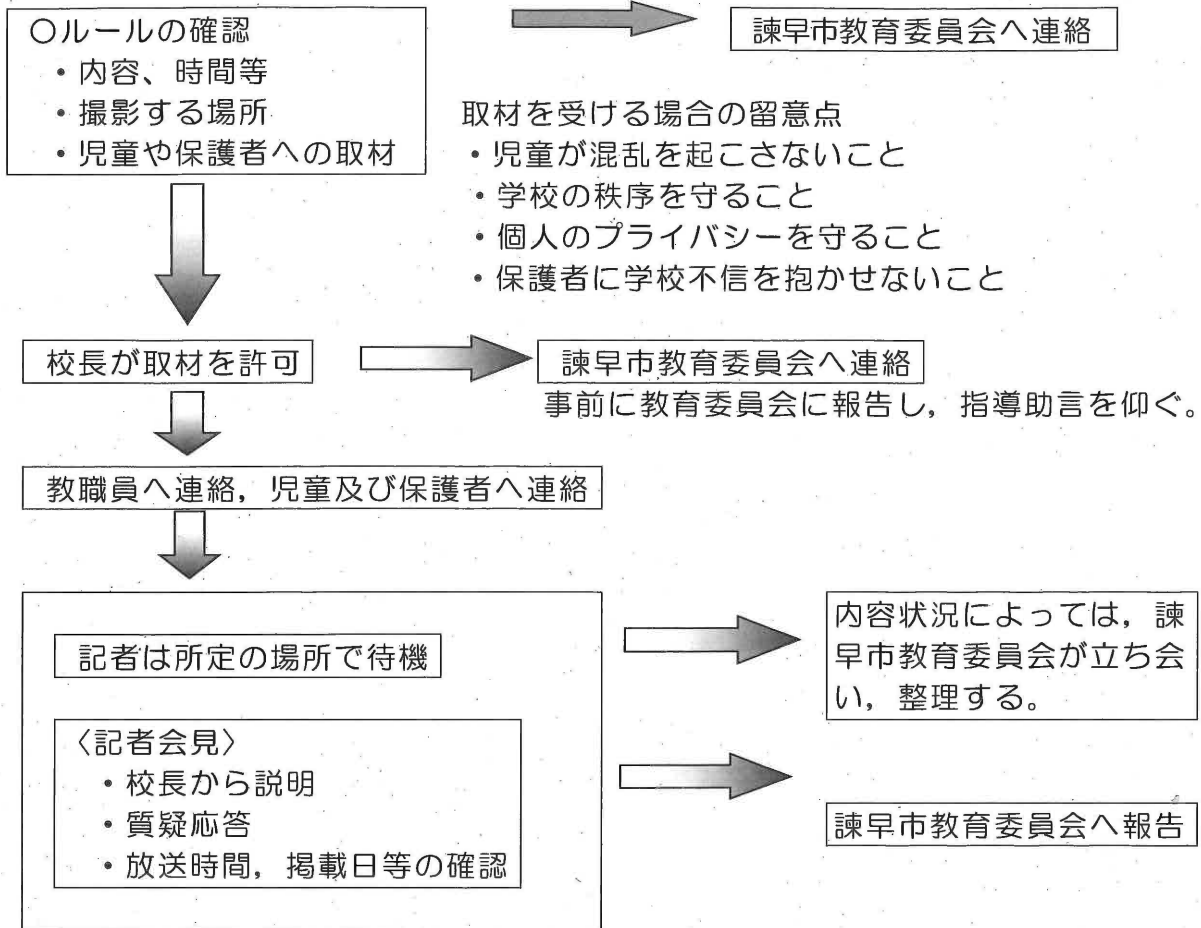 〇ルールの確認
・内容、時間等
・撮影する場所
・児童や保護者への取材
諫早市教育委員会へ連絡
取材を受ける場合の留意点
・児童が混乱を起こさないこと
・学校の秩序を守ること
・個人のプライバシーを守ること
・保護者に学校不信を抱かせないこと
校長が取材を許可
諫早市教育委員会へ連絡
事前に教育委員会に報告し，指導助言を仰ぐ。
教職員へ連絡，児童及び保護者へ連絡
記者は所定の場所で待機
〈記者会見〉
・校長から説明
・質疑応答
・放送時間，掲載日等の確認
内容状況によっては，諫
早市教育委員会が立ち会
い，整理する。
諫早市教育委員会へ報告